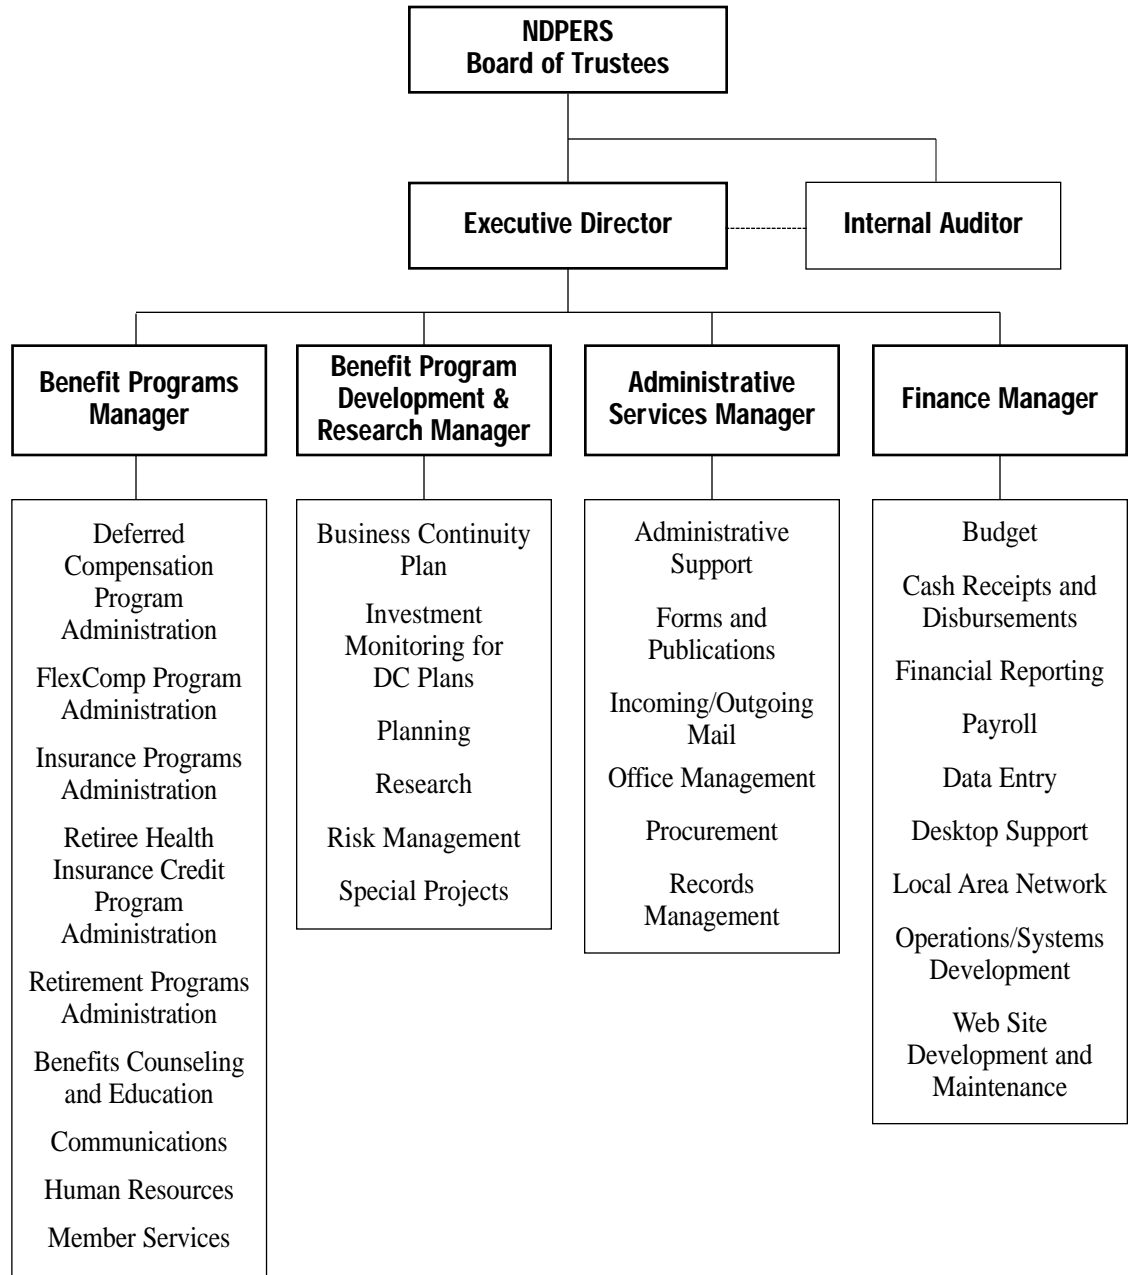 NDPERS
Board of Trustees
Executive Director
Internal Auditor
Benefit Programs
Manager
Benefit Program
Development &
Research Manager
Administrative
Services Manager
Finance Manager
Deferred
Compensation
Program
Administration
FlexComp Program
Administration
Insurance Programs
Administration
Retiree Health
Insurance Credit
Program
Administration
Retirement Programs
Administration
Benefits Counseling
and Education
Communications
Human Resources
Member Services
Business Continuity
Plan
Investment
Monitoring for
DC Plans
Planning
Research
Risk Management
Special Projects
Administrative
Support
Forms and
Publications
Incoming/Outgoing
Mail
Office Management
Procurement
Records
Management
Budget
Cash Receipts and
Disbursements
Financial Reporting
Payroll
Data Entry
Desktop Support
Local Area Network
Operations/Systems
Development
Web Site
Development and
Maintenance